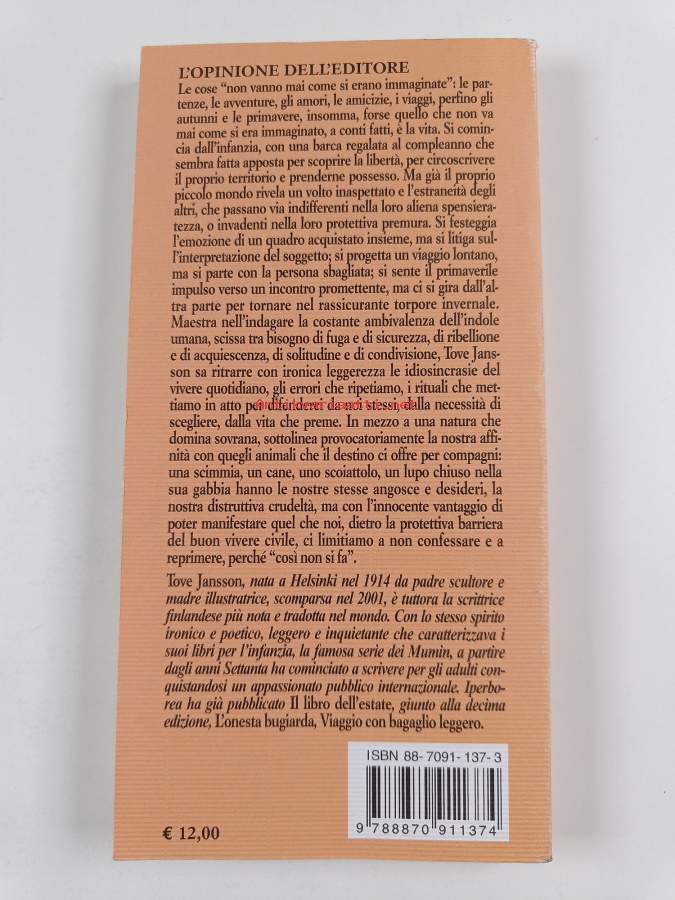 L'OPINIONE DELL'EDITORE
Le cose "non vanno mai come si erano immaginate": le par-
tenze, le avventure, gli amori, le amicizie, i viaggi, perfino gli
autunni e le primavere, insomma, forse quello che non va
mai come si era immaginato, a conti fatti, è la vita. Si comin-
cia dall'infanzia, con una barca regalata al compleanno che
sembra fatta apposta per scoprire la libertà, per circoscrivere
il proprio territorio e prenderne possesso. Ma già il proprio
piccolo mondo rivela un volto inaspettato e l'estraneità degli
altri, che passano via indifferenti nella loro aliena spensiera-
tezza, o invadenti nella loro protettiva premura. Si festeggia
l'emozione di un quadro acquistato insieme, ma si litiga sul-
l'interpretazione del soggetto; si progetta un viaggio lontano,
ma si parte con la persona sbagliata; si sente il primaverile
impulso verso un incontro promettente, ma ci si gira dall'al-
tra parte per tornare nel rassicurante torpore invernale.
Maestra nell'indagare la costante ambivalenza dell'indole
umana, scissa tra bisogno di fuga e di sicurezza, di ribellione
e di acquiescenza, di solitudine e di condivisione, Tove Jans-
son sa ritrarre con ironica leggerezza le idiosincrasie del
vivere quotidiano, gli errori che ripetiamo, i rituali che met-
tiamo in atto per difenderci da noi stessi, dalla necessità di
scegliere, dalla vita che preme. In mezzo a una natura che
domina sovrana, sottolinea provocatoriamente la nostra affi-
nità con quegli animali che il destino ci offre per compagni:
una scimmia, un cane, uno scoiattolo, un lupo chiuso nella
sua gabbia hanno le nostre stesse angosce e desideri, la
nostra distruttiva crudeltà, ma con l'innocente vantaggio di
poter manifestare quel che noi, dietro la protettiva barriera
del buon vivere civile, ci limitiamo a non confessare e a
reprimere, perché "così non si fa".
Tove Jansson, nata a Helsinki nel 1914 da padre scultore e
madre illustratrice, scomparsa nel 2001, è tuttora la scrittrice
finlandese più nota e tradotta nel mondo. Con lo stesso spirito
ironico e poetico, leggero e inquietante che caratterizzava i
suoi libri per l'infanzia, la famosa serie dei Mumin, a partire
dagli anni Settanta ha cominciato a scrivere per gli adulti con-
quistandosi un appassionato pubblico internazionale. Iperbo-
rea ha già pubblicato Il libro dell'estate, giunto alla decima
edizione, L'onesta bugiarda, Viaggio con bagaglio leggero.
ISBN 88-7091-137-3
9 788870 911374
€ 12,00